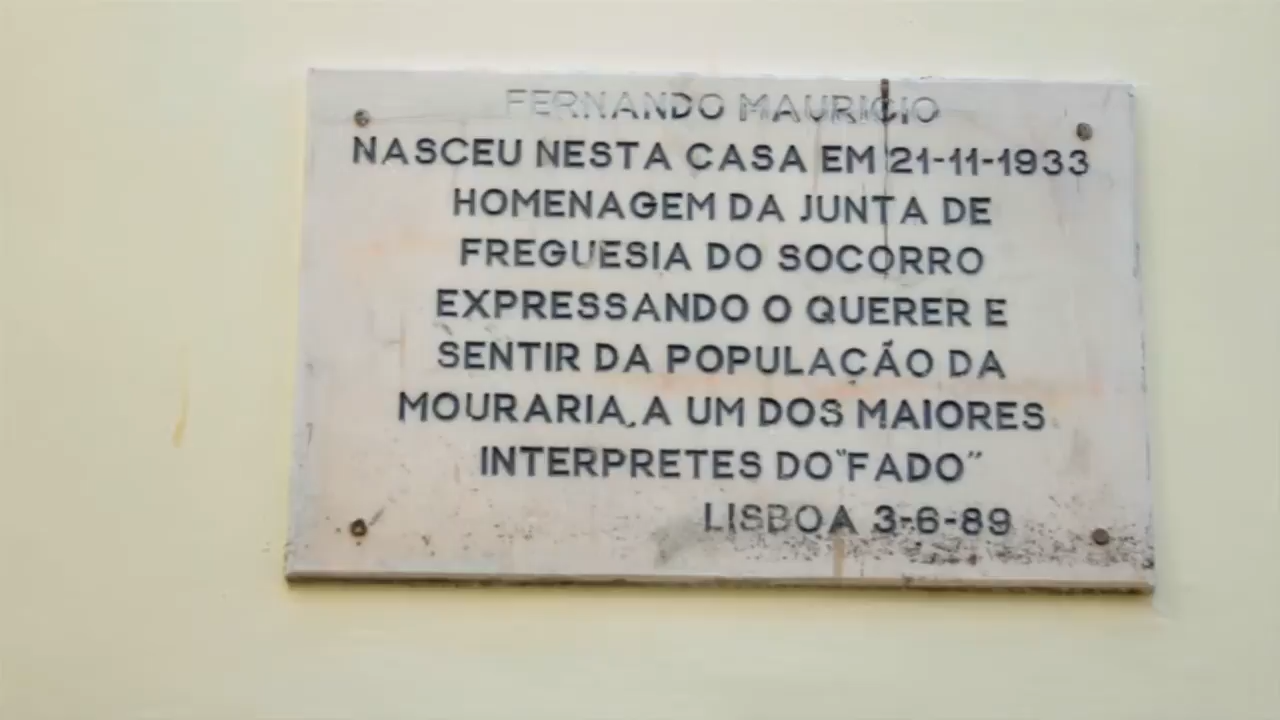 FERNANDO MAURICIO
NASCEU NESTA CASA EM 21-11-1933
HOMENAGEM DA JUNTA DE
FREGUESIA DO SOCORRO
EXPRESSANDO O QUERER E
SENTIR DA POPULAÇÃO DA
MOURARIA, A UM DOS MAIORES
INTERPRETES DO "FADO"
LISBOA 3-6-89